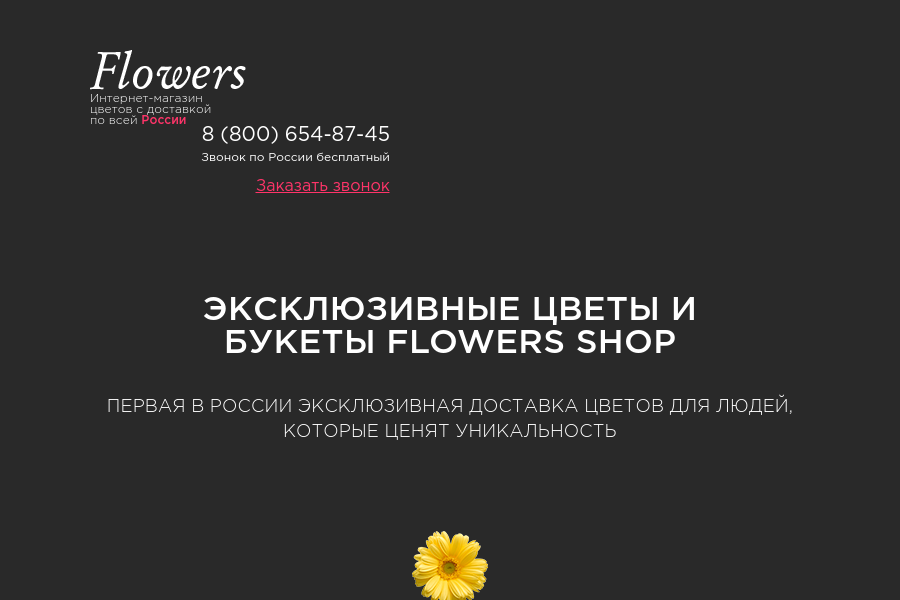 Flowers
Интернет-магазин
цветов с доставкой
по всей России
8 (800) 654-87-45
Звонок по России бесплатный
Заказать звонок
ЭКСКЛЮЗИВНЫЕ ЦВЕТЫ И
БУКЕТЫ FLOWERS SHOP
ПЕРВАЯ В РОССИИ ЭКСКЛЮЗИВНАЯ ДОСТАВКА ЦВЕТОВ ДЛЯ ЛЮДЕЙ,
КОТОРЫЕ ЦЕНЯТ УНИКАЛЬНОСТЬ